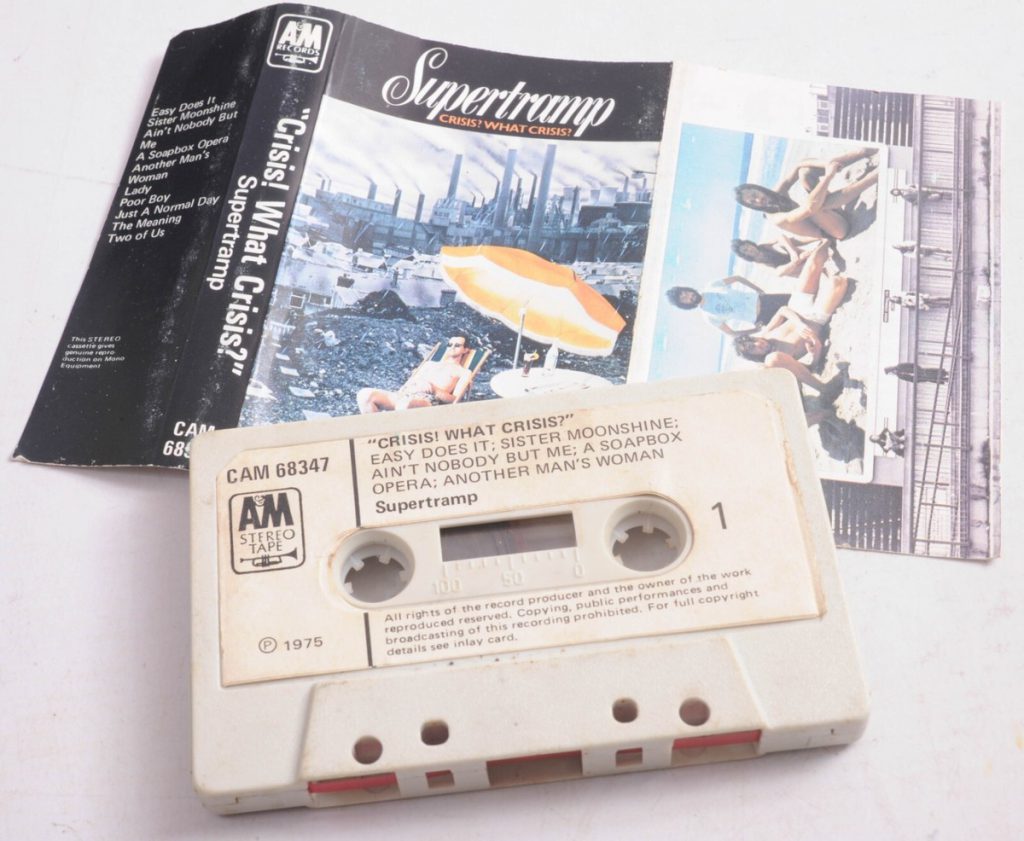 Easy Does It
Sister Moonshine
Ain't Nobody But
Me
A Soapbox Opera
Another Man's
Woman
Lady
Poor Boy
Just A Normal Day
The Meaning
Two of Us
This STEREO
cassette gives
genuine repro
duction on Mono
Equipment
A&M
RECORDS
"Crisis! What Crisis?"
Supertramp
CAM
Supertramp
CRISIS? WHAT CRISIS?
CAM 68347
A&M
STEREO
TAPE
℗ 1975
"CRISIS! WHAT CRISIS?"
EASY DOES IT; SISTER MOONSHINE;
AIN'T NOBODY BUT ME; A SOAPBOX
OPERA; ANOTHER MAN'S WOMAN
Supertramp
1
100 50 0
All rights of the record producer and the owner of the work
reproduced reserved. Copying, public performances and
broadcasting of this recording prohibited. For full copyright
details see inlay card.